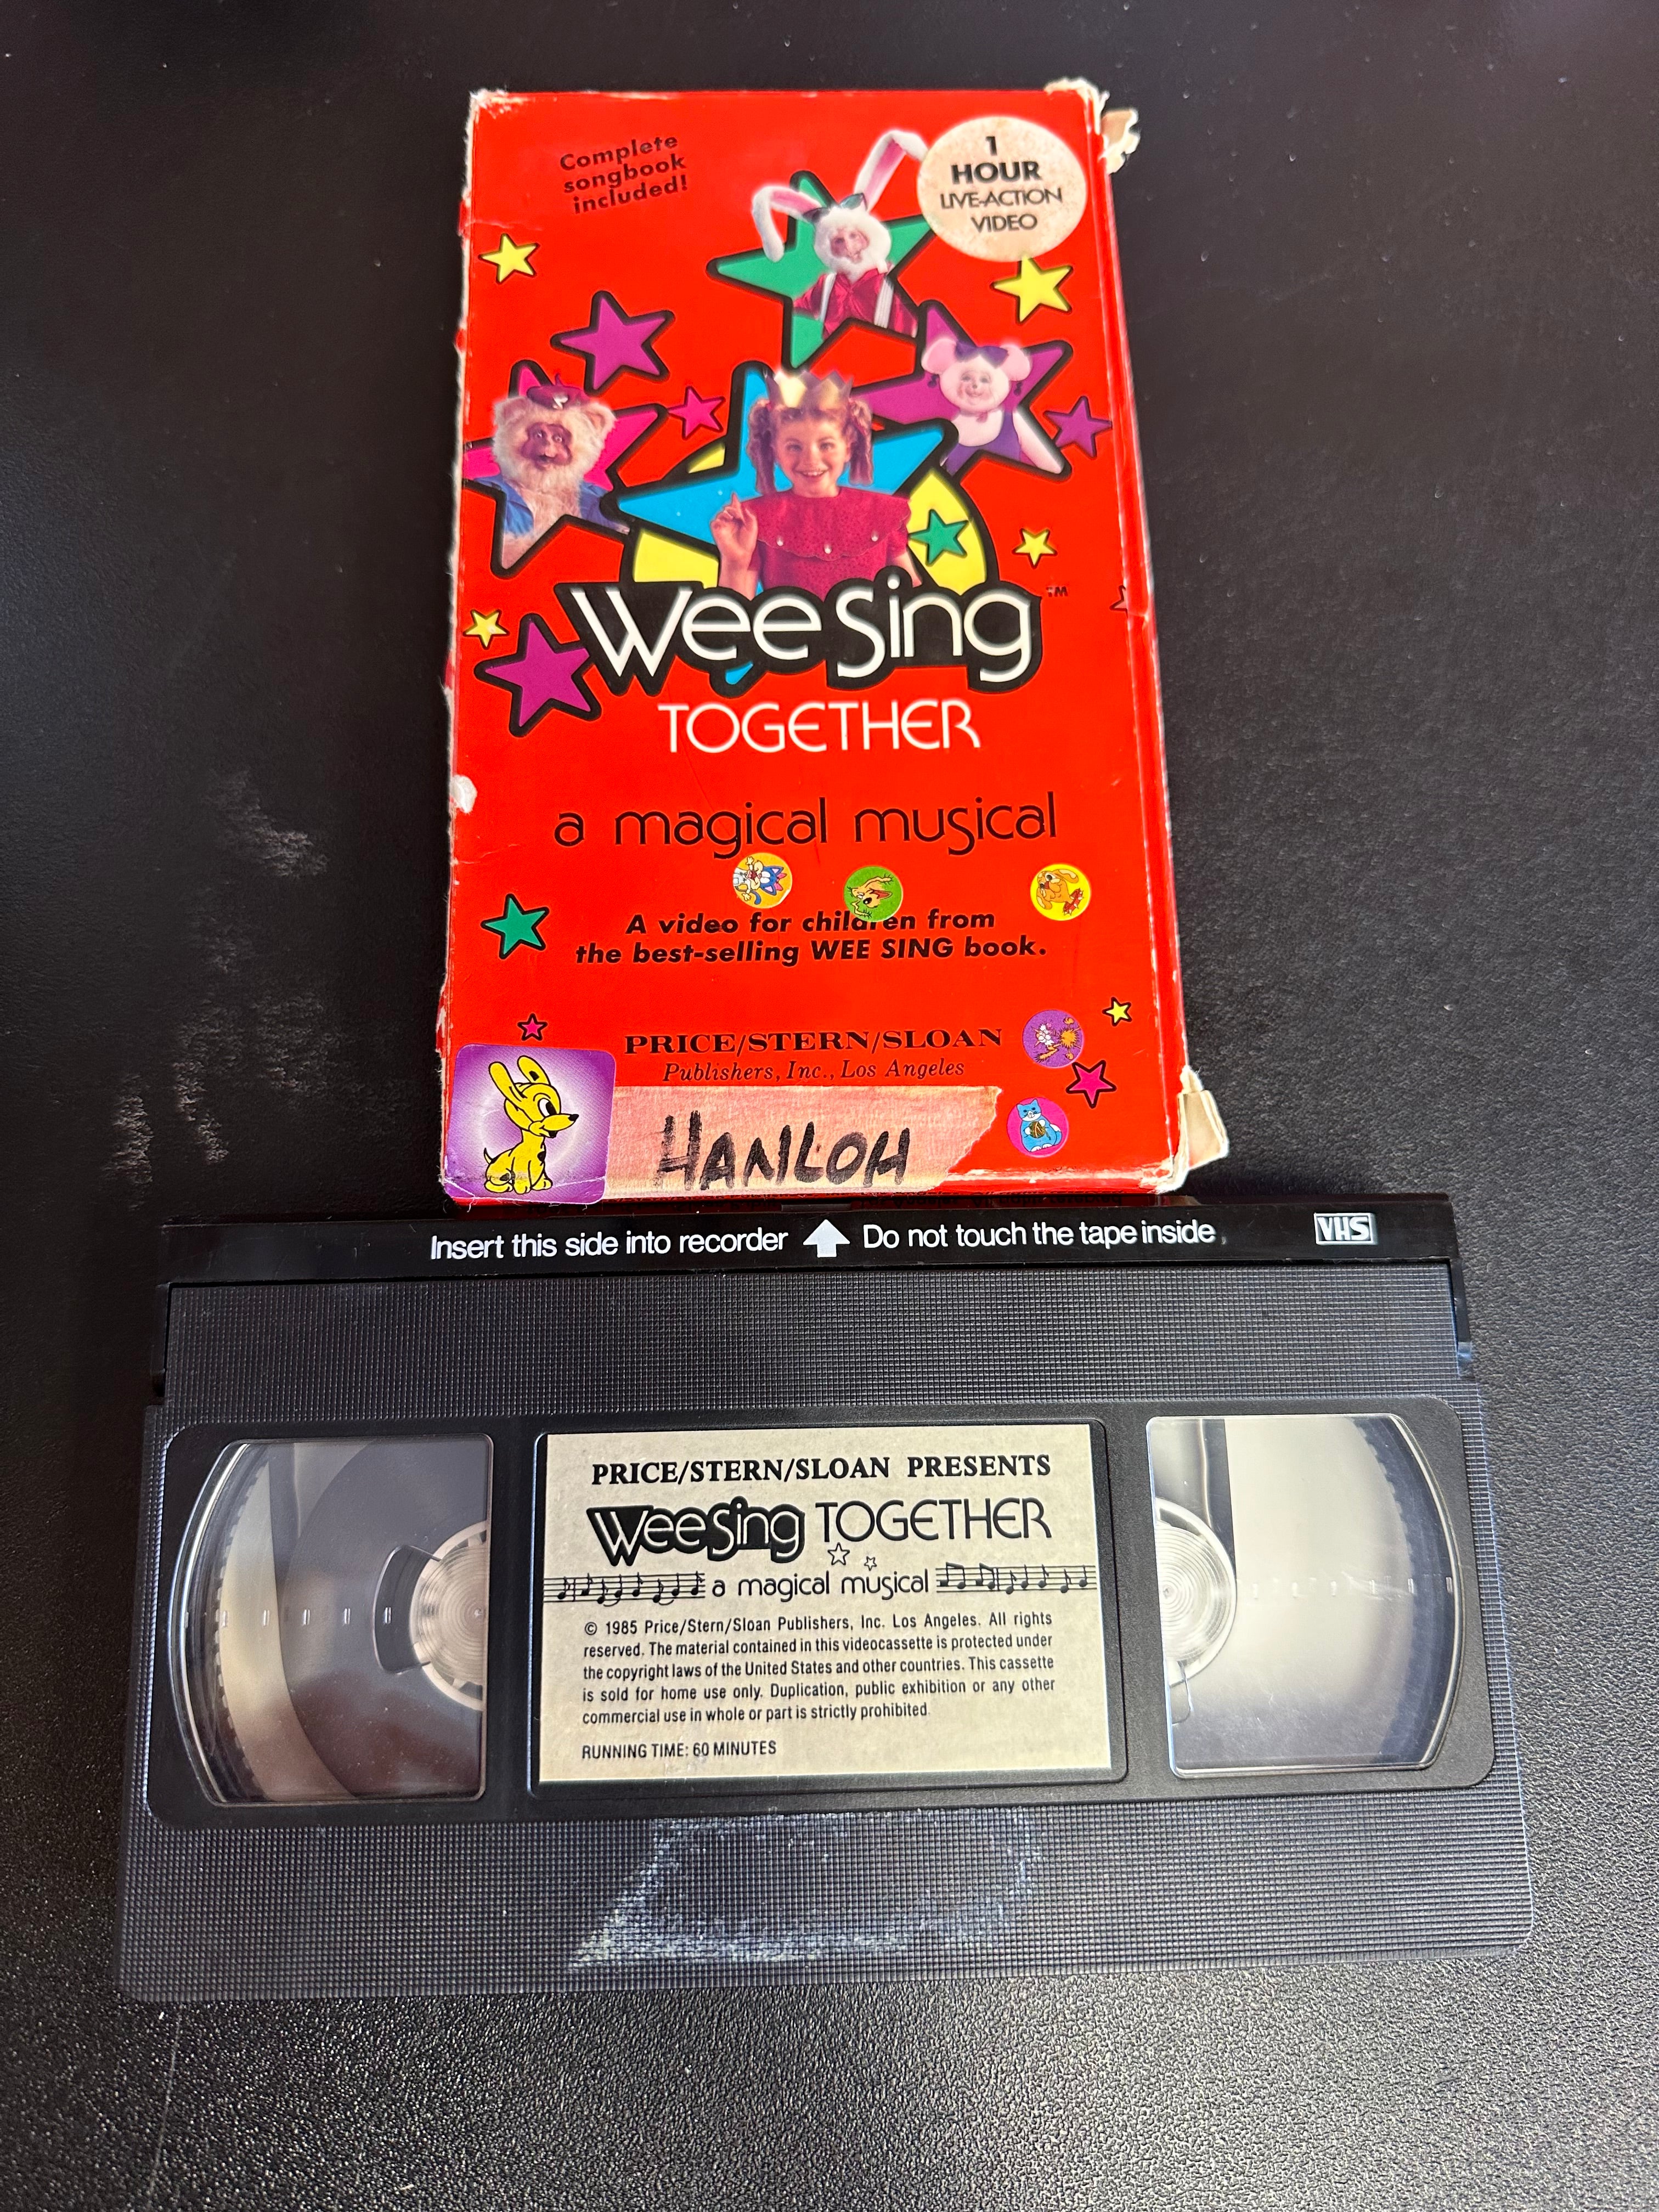 Complete
songbook
included!
1
HOUR
LIVE-ACTION
VIDEO
Wee Sing™
TOGETHER
a magical musical
A video for children from
the best-selling WEE SING book.
PRICE/STERN/SLOAN
Publishers, Inc., Los Angeles
HANLOH
Insert this side into recorder Do not touch the tape inside VHS
PRICE/STERN/SLOAN PRESENTS
Wee Sing TOGETHER
a magical musical
© 1985 Price/Stern/Sloan Publishers, Inc. Los Angeles. All rights
reserved. The material contained in this videocassette is protected under
the copyright laws of the United States and other countries. This cassette
is sold for home use only. Duplication, public exhibition or any other
commercial use in whole or part is strictly prohibited.
RUNNING TIME: 60 MINUTES